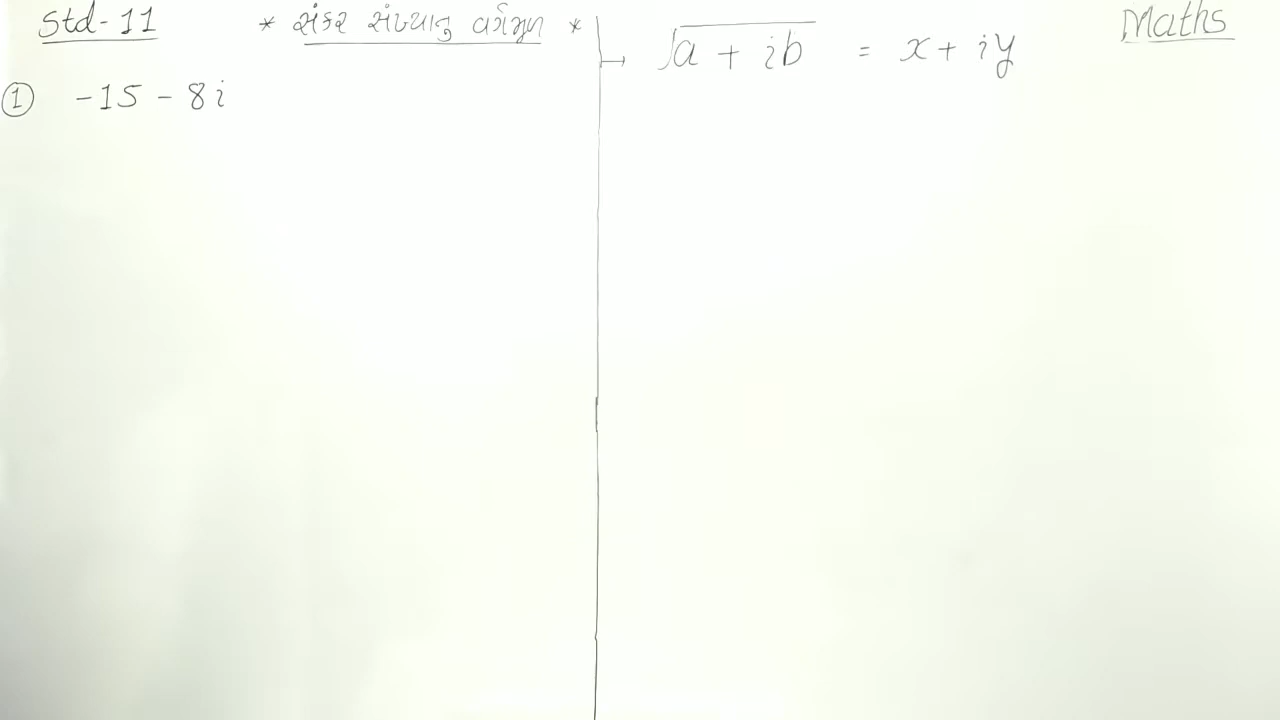 Std-11
* સંકર સંખ્યાનું વર્ગમૂળ *
Maths
① -15 - 8i
↦ √a + ib = x + iy